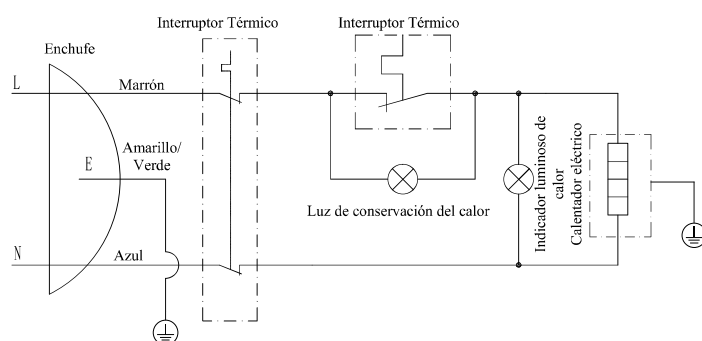 Interruptor Térmico
Interruptor Térmico
Enchufe
L
Marrón
Amarillo/
Verde
E
Luz de conservación del calor
Indicador luminoso de
calor
Calentador eléctrico
N
Azul